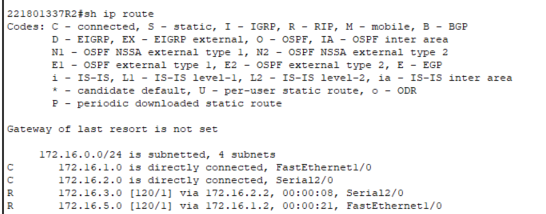 221801337R2#sh ip route
Codes: C - connected, S - static, I - IGRP, R - RIP, M - mobile, B - BGP
D - EIGRP, EX - EIGRP external, O - OSPF, IA - OSPF inter area
N1 - OSPF NSSA external type 1, N2 - OSPF NSSA external type 2
E1 - OSPF external type 1, E2 - OSPF external type 2, E - EGP
i - IS-IS, L1 - IS-IS level-1, L2 - IS-IS level-2, ia - IS-IS inter area
* - candidate default, U - per-user static route, o - ODR
P - periodic downloaded static route
Gateway of last resort is not set
172.16.0.0/24 is subnetted, 4 subnets
C 172.16.1.0 is directly connected, FastEthernet1/0
C 172.16.2.0 is directly connected, Serial2/0
R 172.16.3.0 [120/1] via 172.16.2.2, 00:00:08, Serial2/0
R 172.16.5.0 [120/1] via 172.16.1.2, 00:00:21, FastEthernet1/0